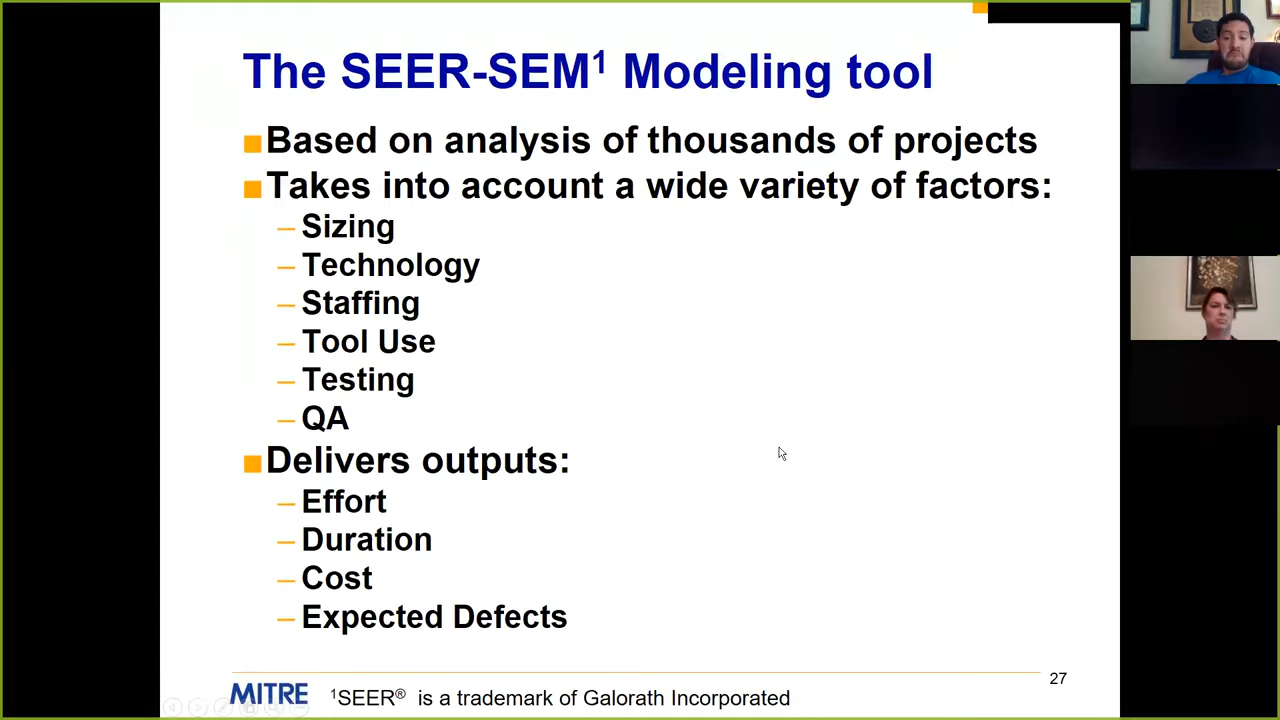 The SEER-SEM¹ Modeling tool
■Based on analysis of thousands of projects
■Takes into account a wide variety of factors:
– Sizing
– Technology
– Staffing
– Tool Use
– Testing
– QA
■Delivers outputs:
– Effort
– Duration
– Cost
– Expected Defects
27
MITRE
¹SEER® is a trademark of Galorath Incorporated